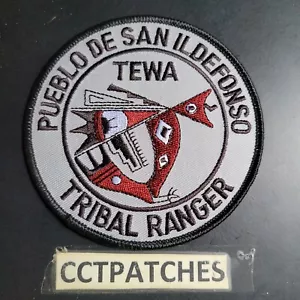 PUEBLO DE SAN ILDEFONSO
TEWA
TRIBAL RANGER
CCTPATCHES